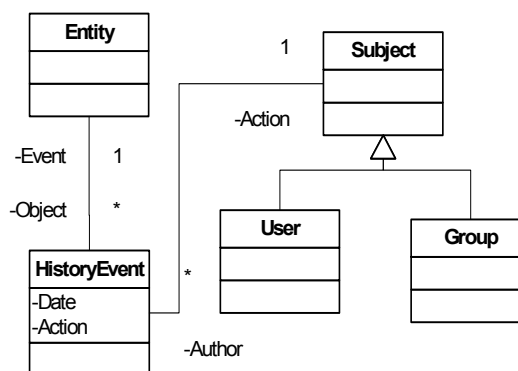 Entity
1
Subject
-Action
-Event
1
-Object
*
User
Group
HistoryEvent
-Date
-Action
*
-Author